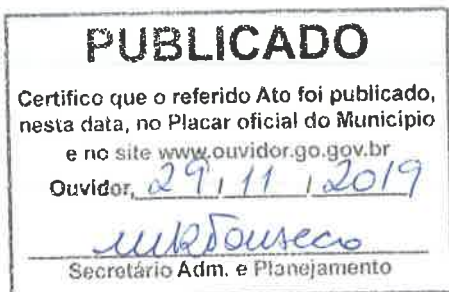 PUBLICADO
Certifico que o referido Ato foi publicado,
nesta data, no Placar oficial do Município
e no site www.ouvidor.go.gov.br
Ouvidor, 29 / 11 / 2019
Secretário Adm. e Planejamento